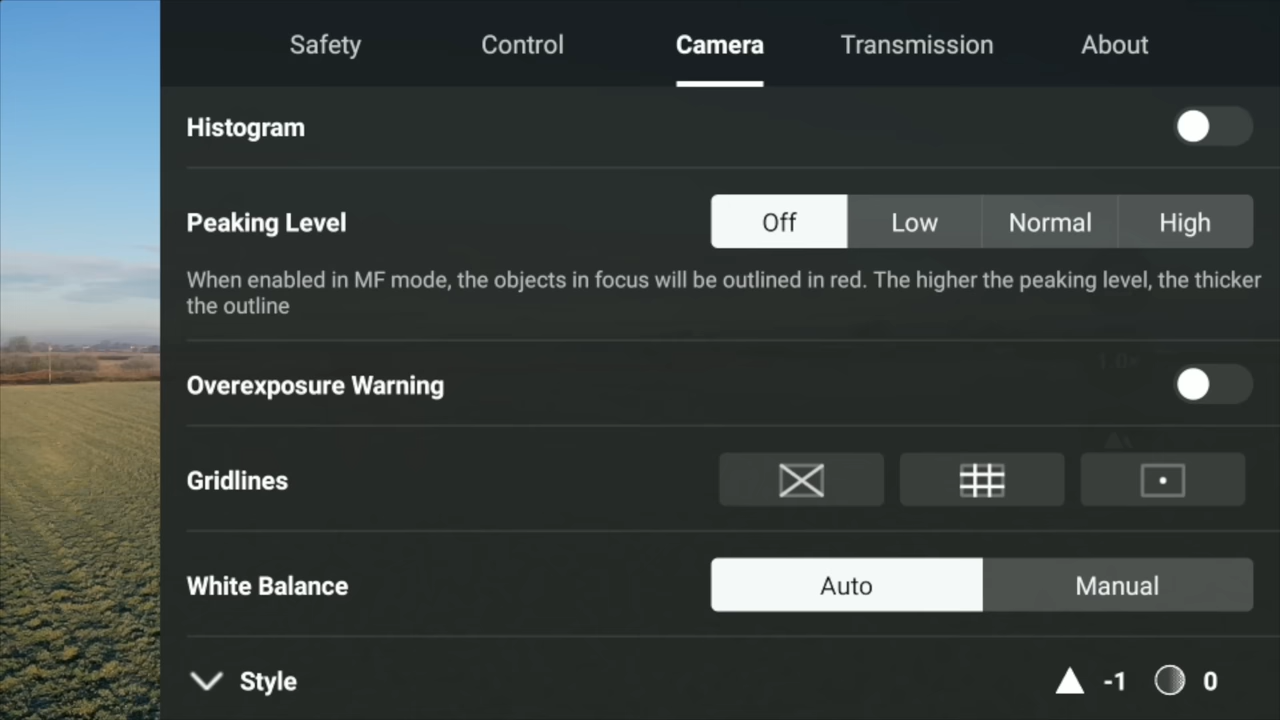 Safety Control Camera Transmission About
Histogram
Peaking Level Off Low Normal High
When enabled in MF mode, the objects in focus will be outlined in red. The higher the peaking level, the thicker
the outline
1.0×
Overexposure Warning
Gridlines
White Balance Auto Manual
Style -1 0